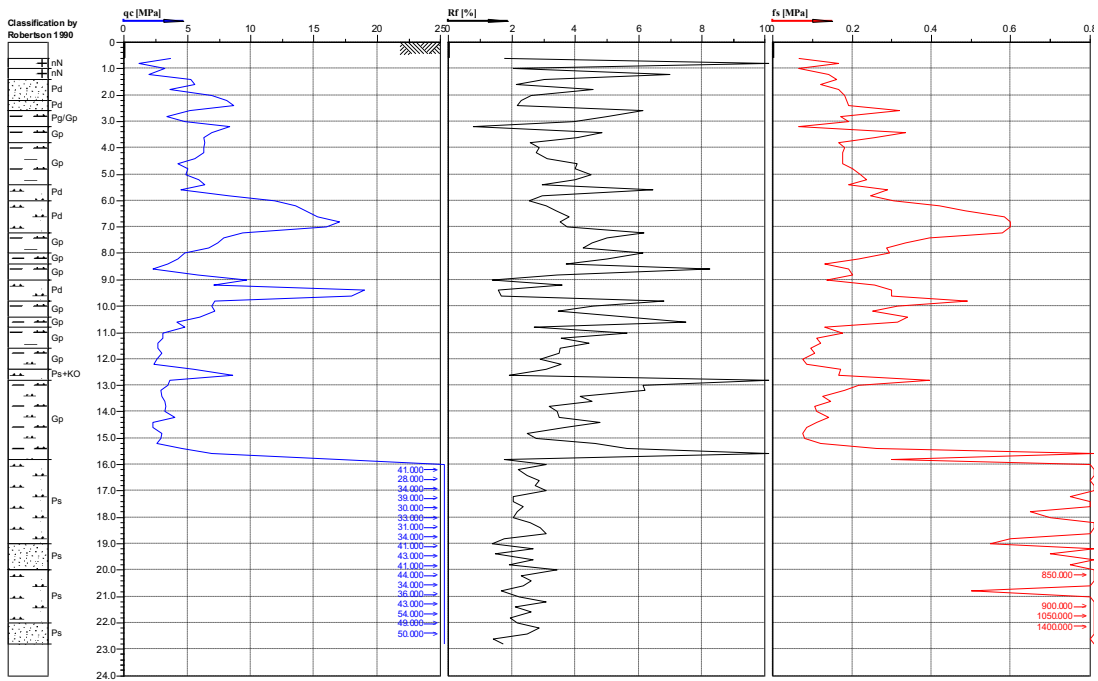 Classification by
Robertson 1990
qc [MPa]
Rf [%]
fs [MPa]
0 5 10 15 20 25
0 2 4 6 8 10
0 0.2 0.4 0.6 0.8
0
1.0
2.0
3.0
4.0
5.0
6.0
7.0
8.0
9.0
10.0
11.0
12.0
13.0
14.0
15.0
16.0
17.0
18.0
19.0
20.0
21.0
22.0
23.0
24.0
nN
nN
Pd
Pd
Pg/Gp
Gp
Gp
Pd
Pd
Gp
Gp
Gp
Pd
Gp
Gp
Gp
Gp
Ps+KO
Gp
Ps
Ps
Ps
Ps
41.000
28.000
34.000
39.000
30.000
33.000
31.000
34.000
41.000
43.000
41.000
44.000
34.000
36.000
43.000
54.000
49.000
50.000
850.000
900.000
1050.000
1400.000